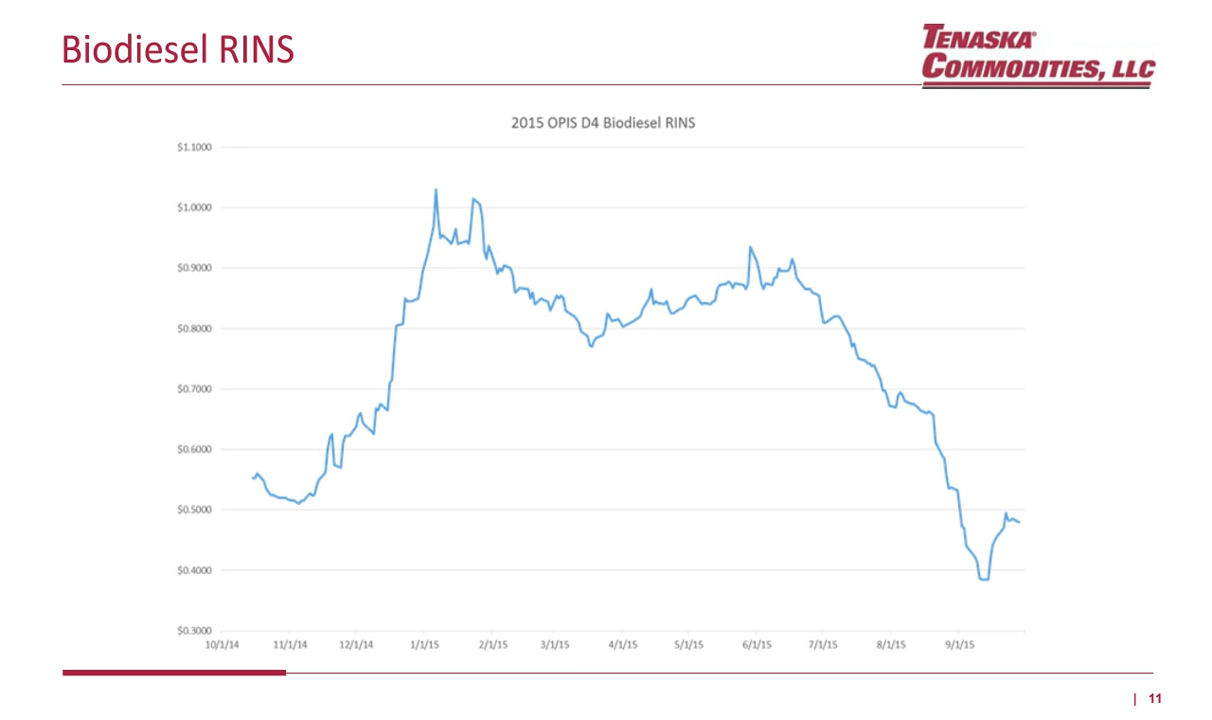 Biodiesel RINS
TENASKA®
COMMODITIES, LLC
2015 OPIS D4 Biodiesel RINS
$1.1000
$1.0000
$0.9000
$0.8000
$0.7000
$0.6000
$0.5000
$0.4000
$0.3000
10/1/14 11/1/14 12/1/14 1/1/15 2/1/15 3/1/15 4/1/15 5/1/15 6/1/15 7/1/15 8/1/15 9/1/15
| 11